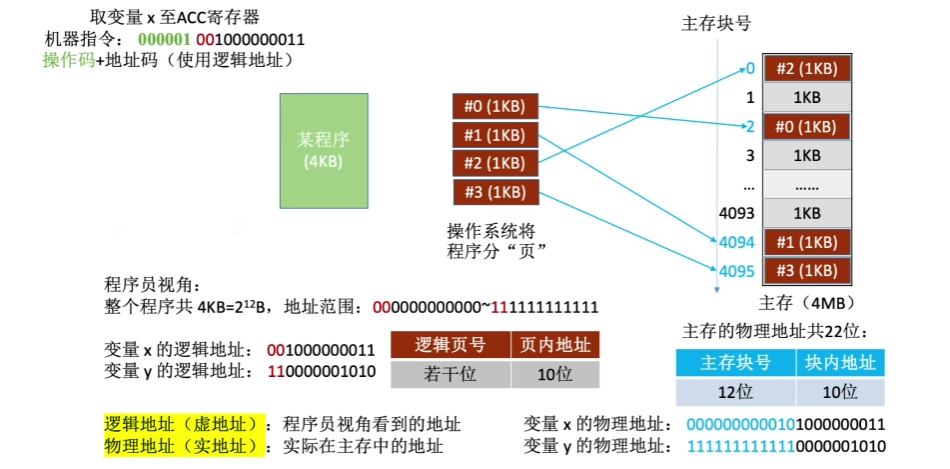 取变量 x 至ACC寄存器
机器指令： 000001 001000000011
操作码+地址码（使用逻辑地址）
某程序
(4KB)
#0 (1KB)
#1 (1KB)
#2 (1KB)
#3 (1KB)
操作系统将
程序分“页”
主存块号
0 #2 (1KB)
1 1KB
2 #0 (1KB)
3 1KB
... ......
4093 1KB
4094 #1 (1KB)
4095 #3 (1KB)
主存（4MB）
程序员视角：
整个程序共 4KB=2¹²B，地址范围：000000000000~111111111111
变量 x 的逻辑地址： 001000000011
变量 y 的逻辑地址： 110000001010
逻辑页号 页内地址
若干位 10位
主存的物理地址共22位：
主存块号 块内地址
12位 10位
逻辑地址（虚地址）：程序员视角看到的地址
物理地址（实地址）：实际在主存中的地址
变量 x 的物理地址： 0000000000101000000011
变量 y 的物理地址： 1111111111110000001010